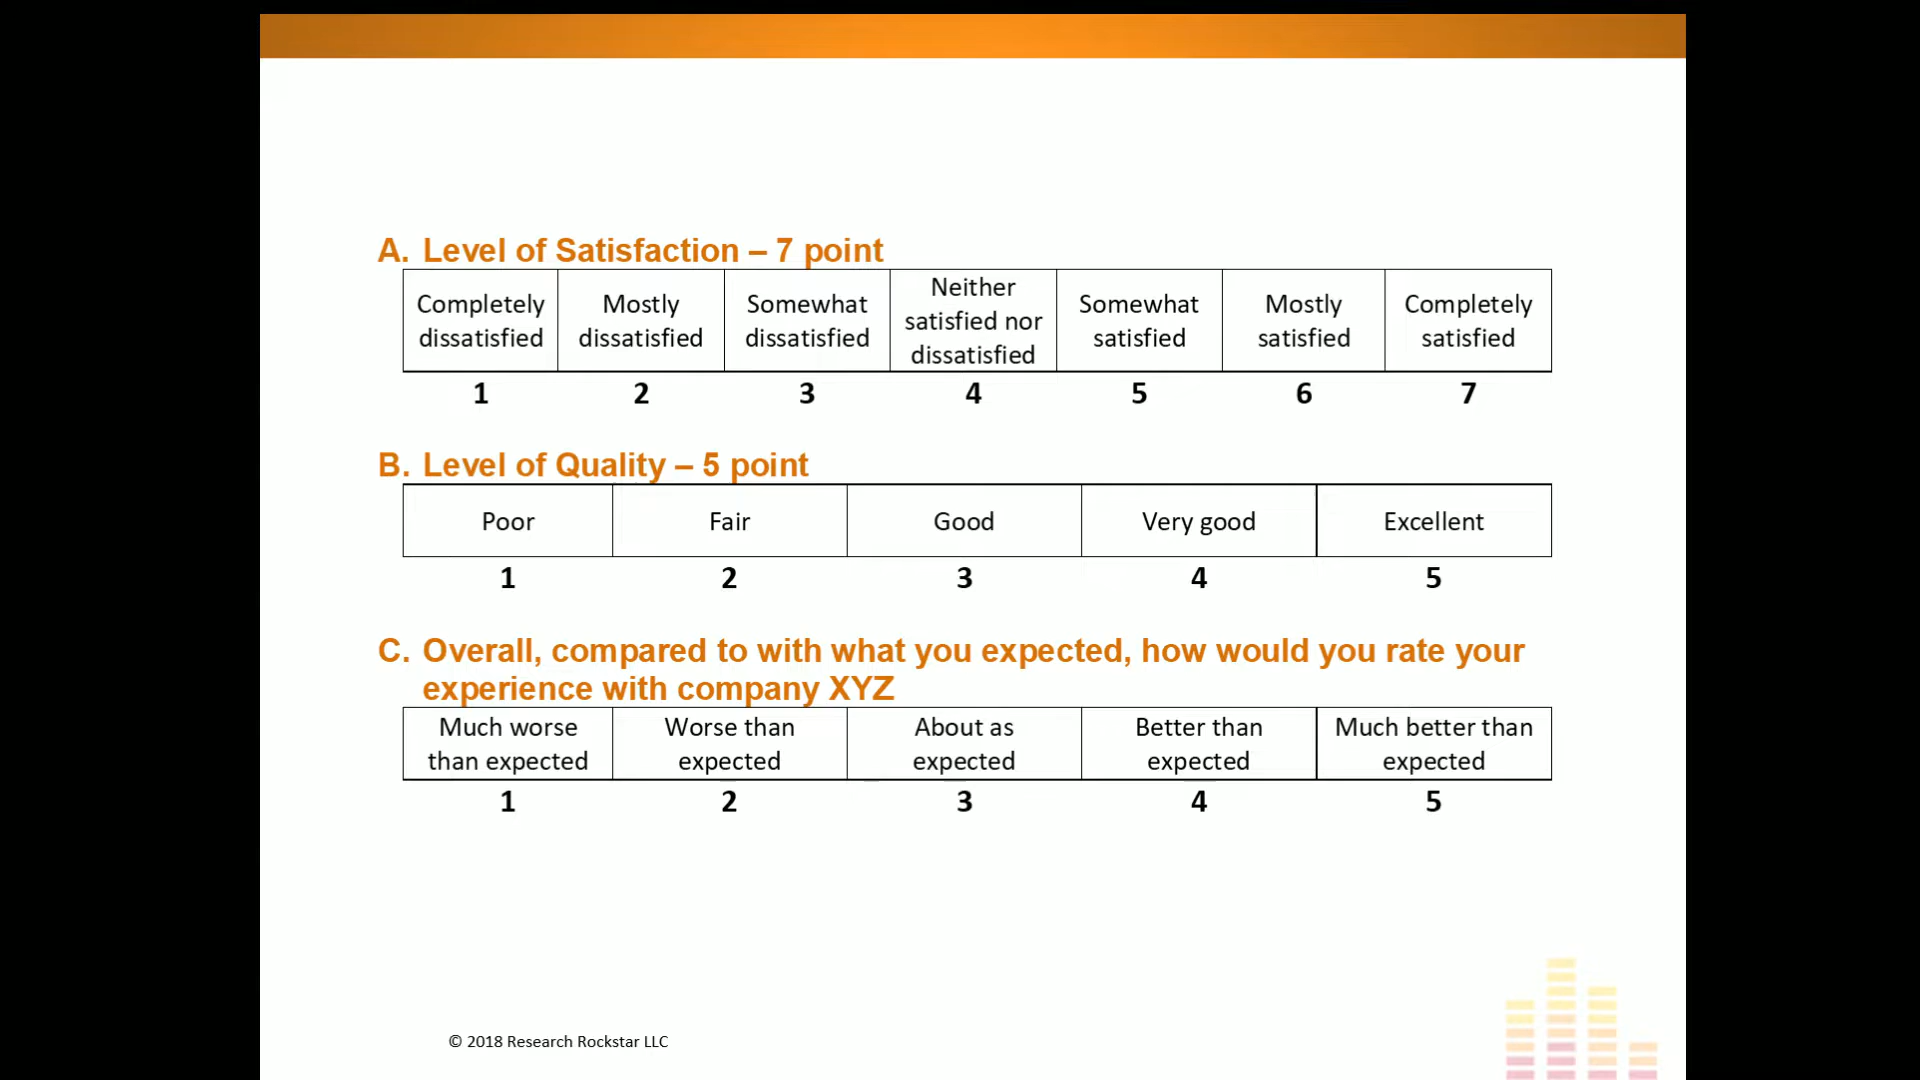 A. Level of Satisfaction – 7 point
Completely dissatisfied
Mostly dissatisfied
Somewhat dissatisfied
Neither satisfied nor dissatisfied
Somewhat satisfied
Mostly satisfied
Completely satisfied
1 2 3 4 5 6 7
B. Level of Quality – 5 point
Poor Fair Good Very good Excellent
1 2 3 4 5
C. Overall, compared to with what you expected, how would you rate your
experience with company XYZ
Much worse than expected
Worse than expected
About as expected
Better than expected
Much better than expected
1 2 3 4 5
© 2018 Research Rockstar LLC